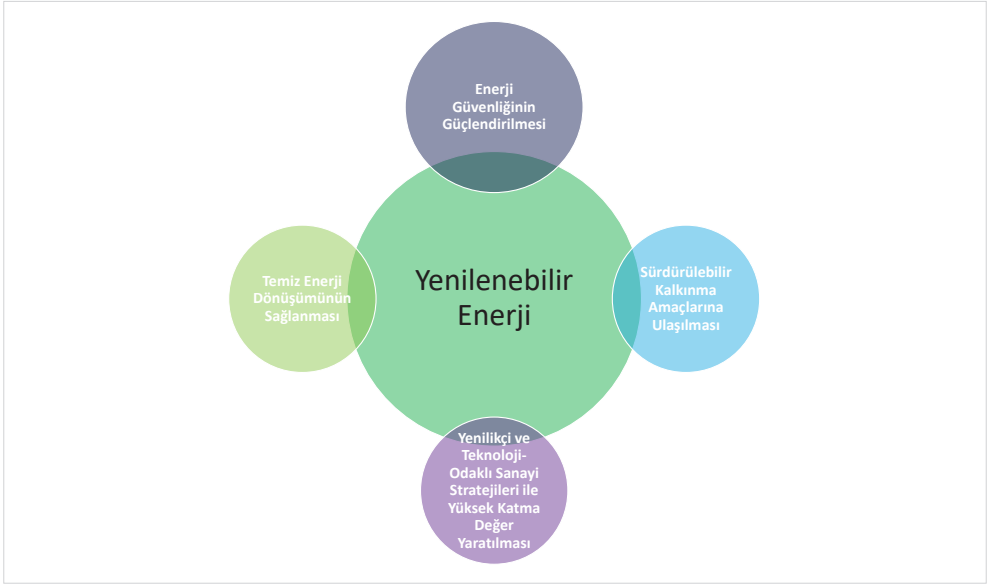 Enerji
Güvenliğinin
Güçlendirilmesi
Temiz Enerji
Dönüşümünün
Sağlanması
Yenilenebilir
Enerji
Sürdürülebilir
Kalkınma
Amaçlarına
Ulaşılması
Yenilikçi ve
Teknoloji-
Odaklı Sanayi
Stratejileri ile
Yüksek Katma
Değer
Yaratılması